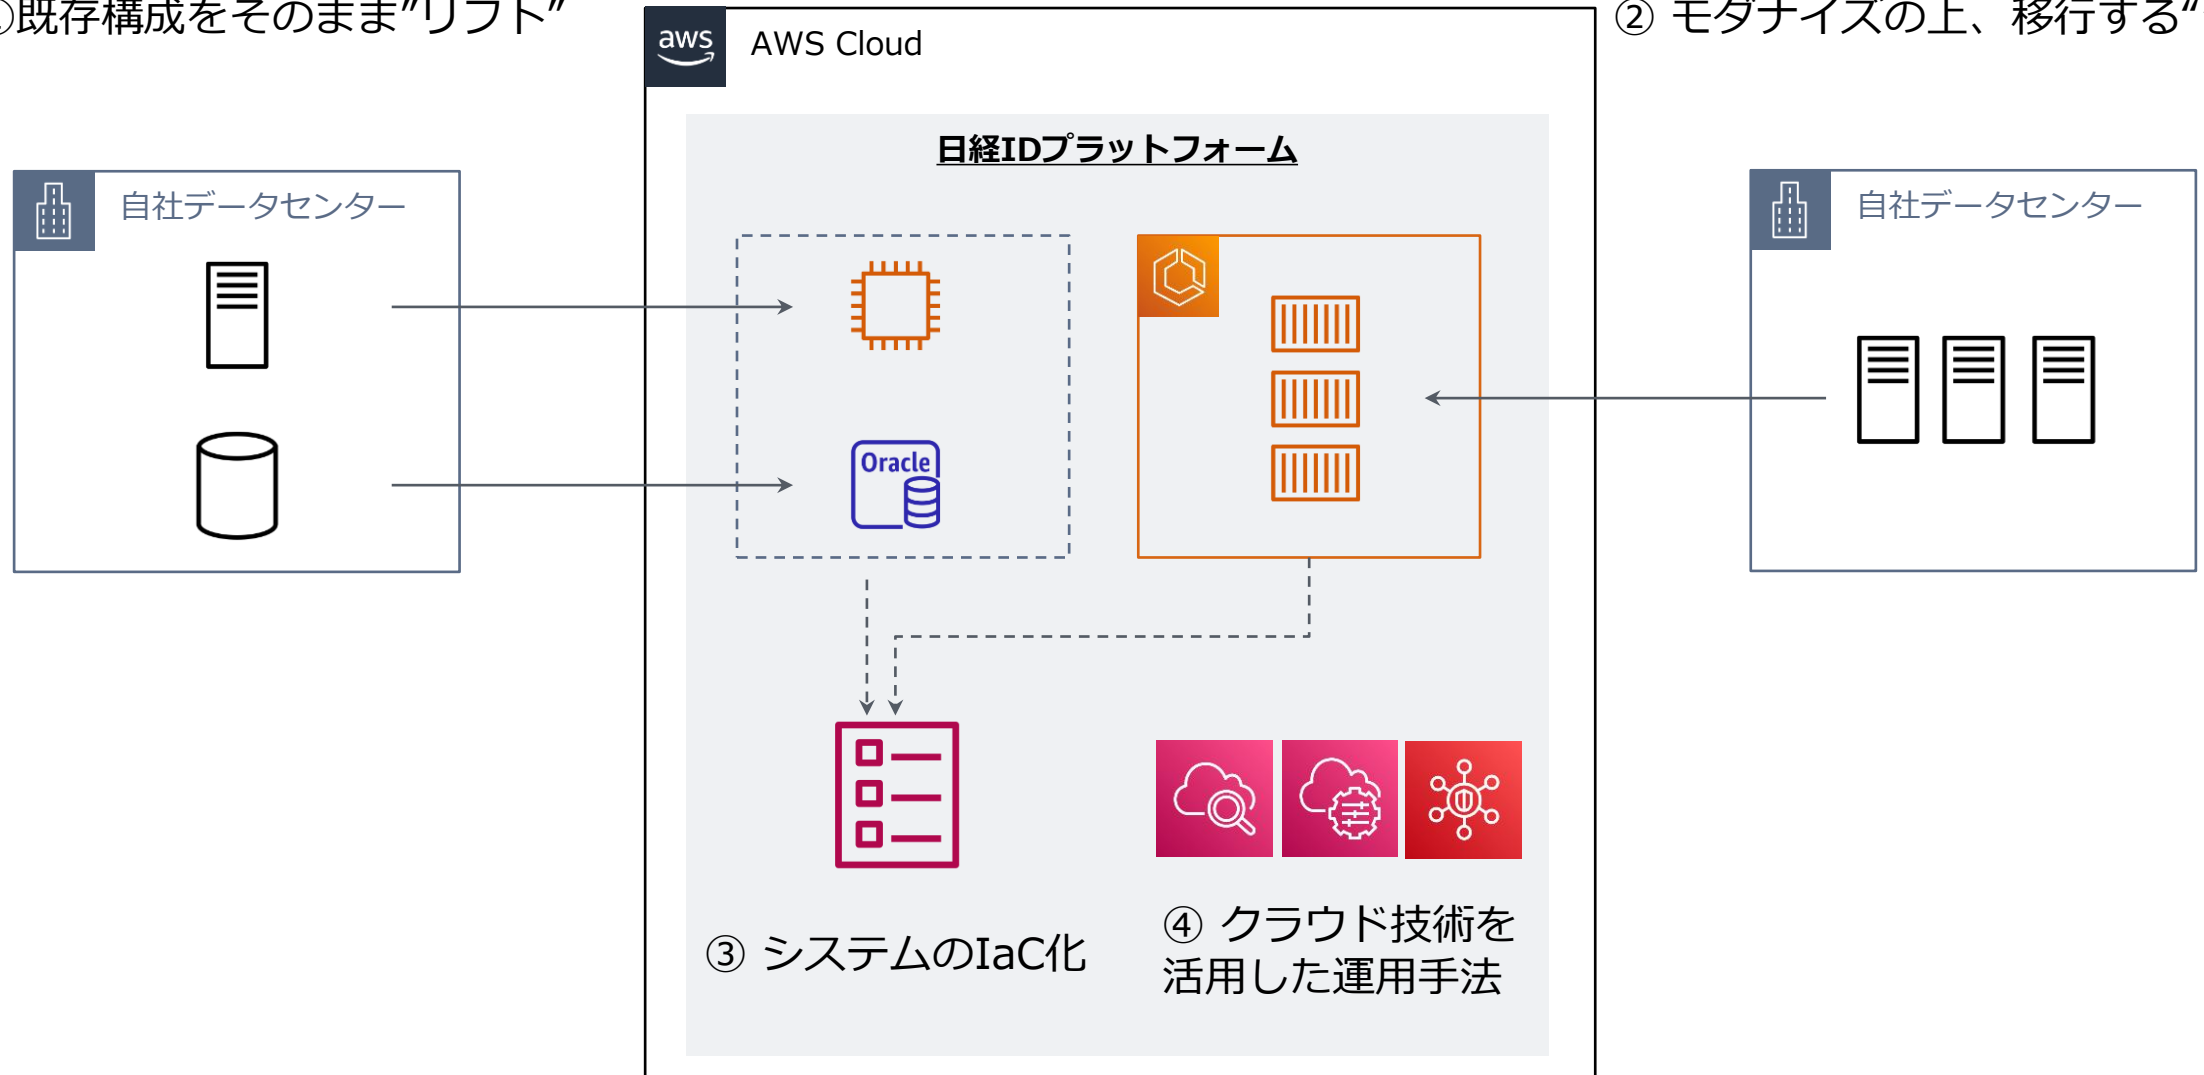 ①既存構成をそのまま”リフト”
② モダナイズの上、移行する“
aws
AWS Cloud
日経IDプラットフォーム
自社データセンター
自社データセンター
Oracle
③ システムのIaC化
④ クラウド技術を
活用した運用手法